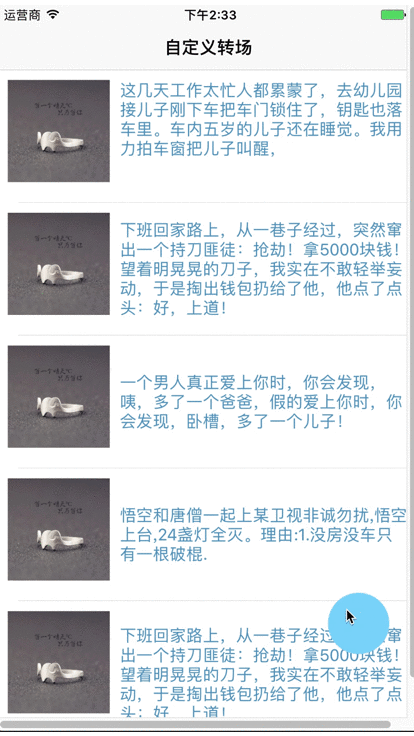 运营商
下午2:33
自定义转场
这几天工作太忙人都累蒙了，去幼儿园
接儿子刚下车把车门锁住了，钥匙也落
车里。车内五岁的儿子还在睡觉。我用
力拍车窗把儿子叫醒，
下班回家路上，从一巷子经过，突然窜
出一个持刀匪徒：抢劫！拿5000块钱！
望着明晃晃的刀子，我实在不敢轻举妄
动，于是掏出钱包扔给了他，他点了点
头：好，上道！
一个男人真正爱上你时，你会发现，
咦，多了一个爸爸，假的爱上你时，你
会发现，卧槽，多了一个儿子！
悟空和唐僧一起上某卫视非诚勿扰,悟空
上台,24盏灯全灭。理由:1.没房没车只
有一根破棍.
下班回家路上，从一巷子经过
出一个持刀匪徒：抢劫！拿5000块钱！
望着明晃晃的刀子，我实在不敢轻举妄
动，于是掏出钱包扔给了他，他点了点
头：好，上道！